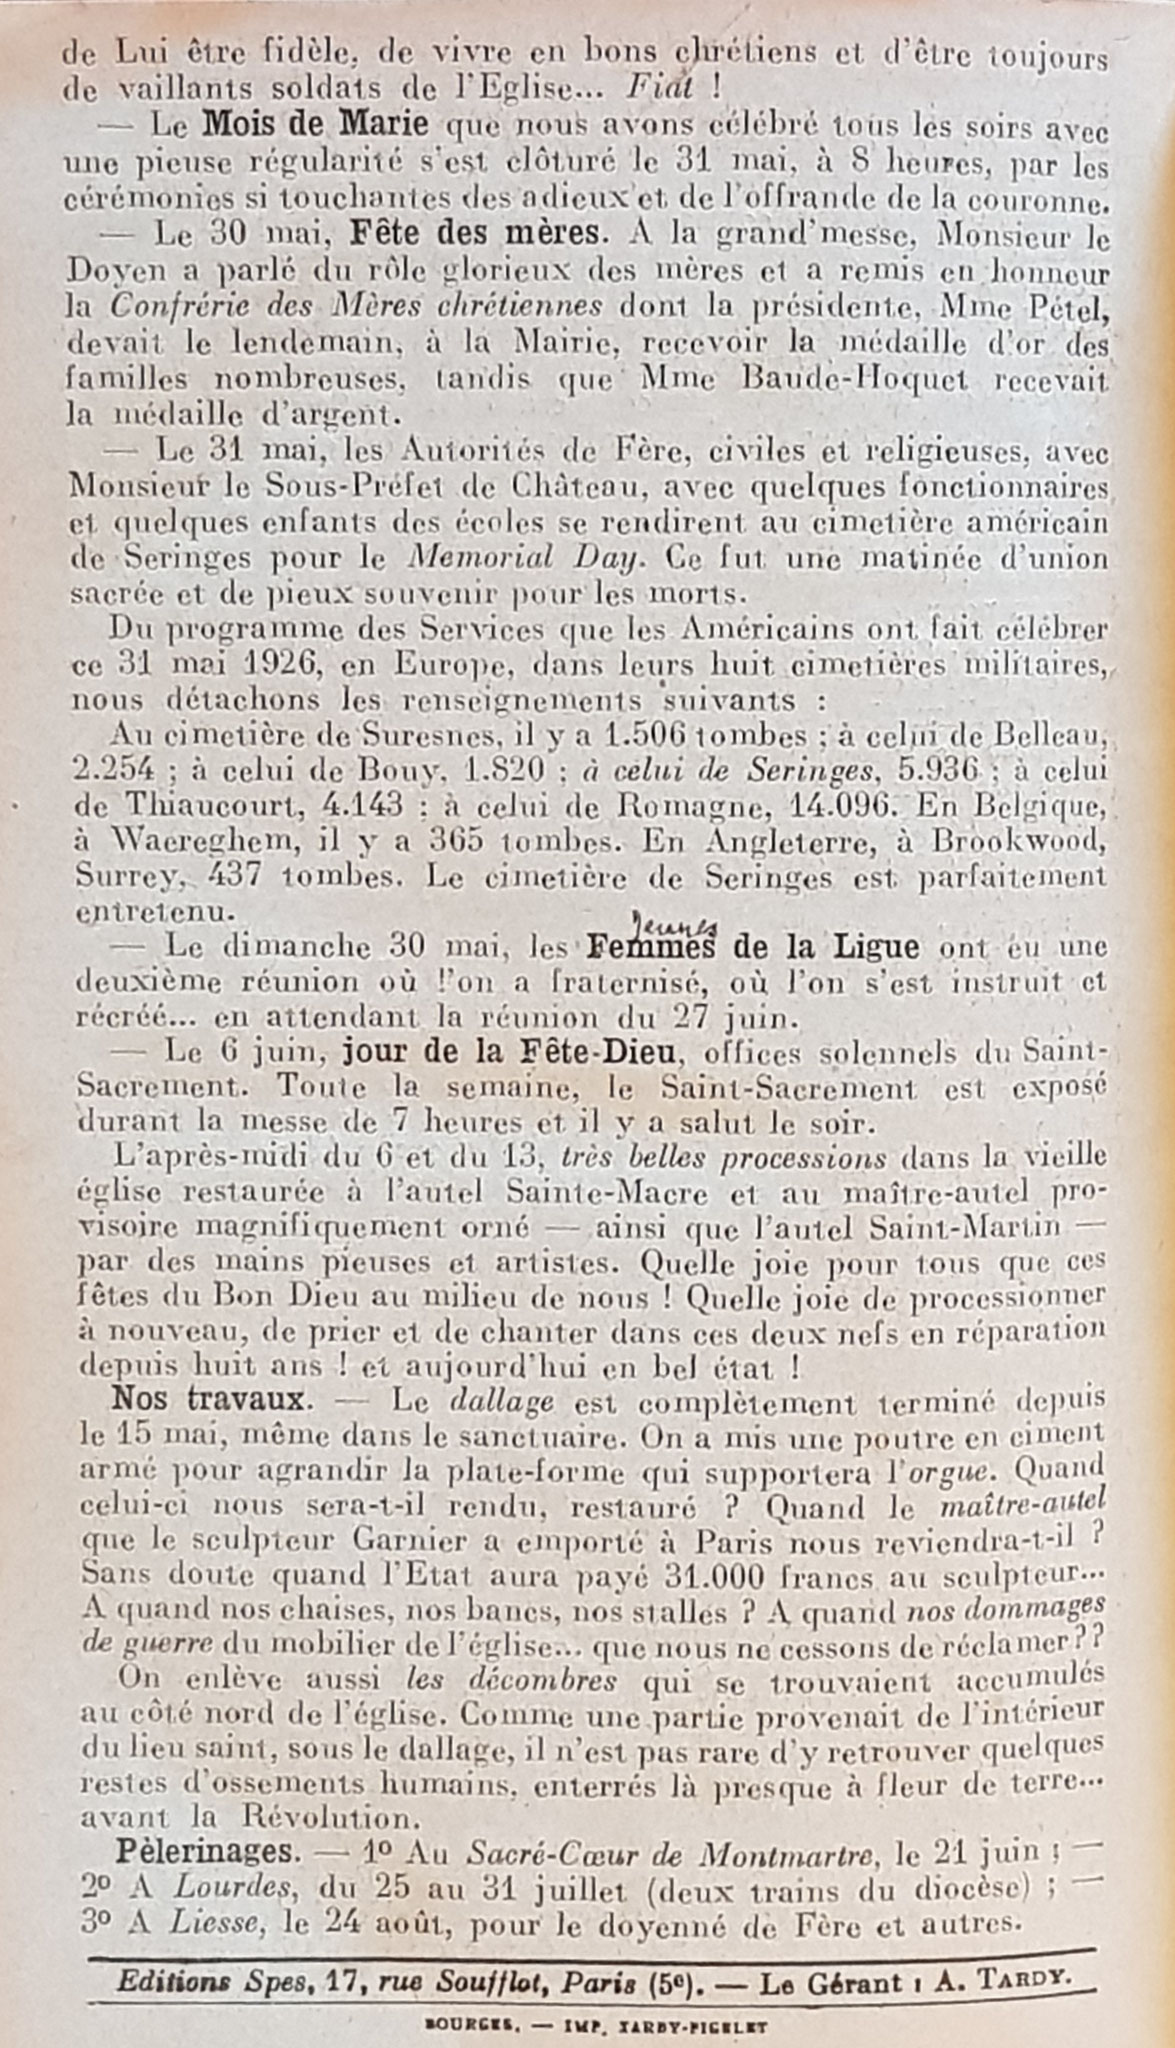 de Lui être fidèle, de vivre en bons chrétiens et d'être toujours
de vaillants soldats de l'Eglise... Fiat !
— Le Mois de Marie que nous avons célébré tous les soirs avec
une pieuse régularité s'est clôturé le 31 mai, à 8 heures, par les
cérémonies si touchantes des adieux et de l'offrande de la couronne.
— Le 30 mai, Fête des mères. A la grand'messe, Monsieur le
Doyen a parlé du rôle glorieux des mères et a remis en honneur
la Confrérie des Mères chrétiennes dont la présidente, Mme Pétel,
devait le lendemain, à la Mairie, recevoir la médaille d'or des
familles nombreuses, tandis que Mme Baude-Hoquet recevait
la médaille d'argent.
— Le 31 mai, les Autorités de Fère, civiles et religieuses, avec
Monsieur le Sous-Préfet de Château, avec quelques fonctionnaires
et quelques enfants des écoles se rendirent au cimetière américain
de Seringes pour le Memorial Day. Ce fut une matinée d'union
sacrée et de pieux souvenir pour les morts.
Du programme des Services que les Américains ont fait célébrer
ce 31 mai 1926, en Europe, dans leurs huit cimetières militaires,
nous détachons les renseignements suivants :
Au cimetière de Suresnes, il y a 1.506 tombes ; à celui de Belleau,
2.254 ; à celui de Bouy, 1.820 ; à celui de Seringes, 5.936 ; à celui
de Thiaucourt, 4.143 ; à celui de Romagne, 14.096. En Belgique,
à Waereghem, il y a 365 tombes. En Angleterre, à Brookwood,
Surrey, 437 tombes. Le cimetière de Seringes est parfaitement
entretenu.
Jeunes
— Le dimanche 30 mai, les Femmes de la Ligue ont eu une
deuxième réunion où l'on a fraternisé, où l'on s'est instruit et
récréé... en attendant la réunion du 27 juin.
— Le 6 juin, jour de la Fête-Dieu, offices solennels du Saint-
Sacrement. Toute la semaine, le Saint-Sacrement est exposé
durant la messe de 7 heures et il y a salut le soir.
L'après-midi du 6 et du 13, très belles processions dans la vieille
église restaurée à l'autel Sainte-Macre et au maître-autel pro-
visoire magnifiquement orné — ainsi que l'autel Saint-Martin —
par des mains pieuses et artistes. Quelle joie pour tous que ces
fêtes du Bon Dieu au milieu de nous ! Quelle joie de processionner
à nouveau, de prier et de chanter dans ces deux nefs en réparation
depuis huit ans ! et aujourd'hui en bel état !
Nos travaux. — Le dallage est complètement terminé depuis
le 15 mai, même dans le sanctuaire. On a mis une poutre en ciment
armé pour agrandir la plate-forme qui supportera l'orgue. Quand
celui-ci nous sera-t-il rendu, restauré ? Quand le maître-autel
que le sculpteur Garnier a emporté à Paris nous reviendra-t-il ?
Sans doute quand l'Etat aura payé 31.000 francs au sculpteur...
A quand nos chaises, nos bancs, nos stalles ? A quand nos dommages
de guerre du mobilier de l'église... que nous ne cessons de réclamer ??
On enlève aussi les décombres qui se trouvaient accumulés
au côté nord de l'église. Comme une partie provenait de l'intérieur
du lieu saint, sous le dallage, il n'est pas rare d'y retrouver quelques
restes d'ossements humains, enterrés là presque à fleur de terre...
avant la Révolution.
Pèlerinages. — 1º Au Sacré-Cœur de Montmartre, le 21 juin ; —
2º A Lourdes, du 25 au 31 juillet (deux trains du diocèse) ; —
3º A Liesse, le 24 août, pour le doyenné de Fère et autres.
Editions Spes, 17, rue Soufflot, Paris (5e). — Le Gérant : A. TARDY.
BOURGES. — IMP. TARDY-PIGELET